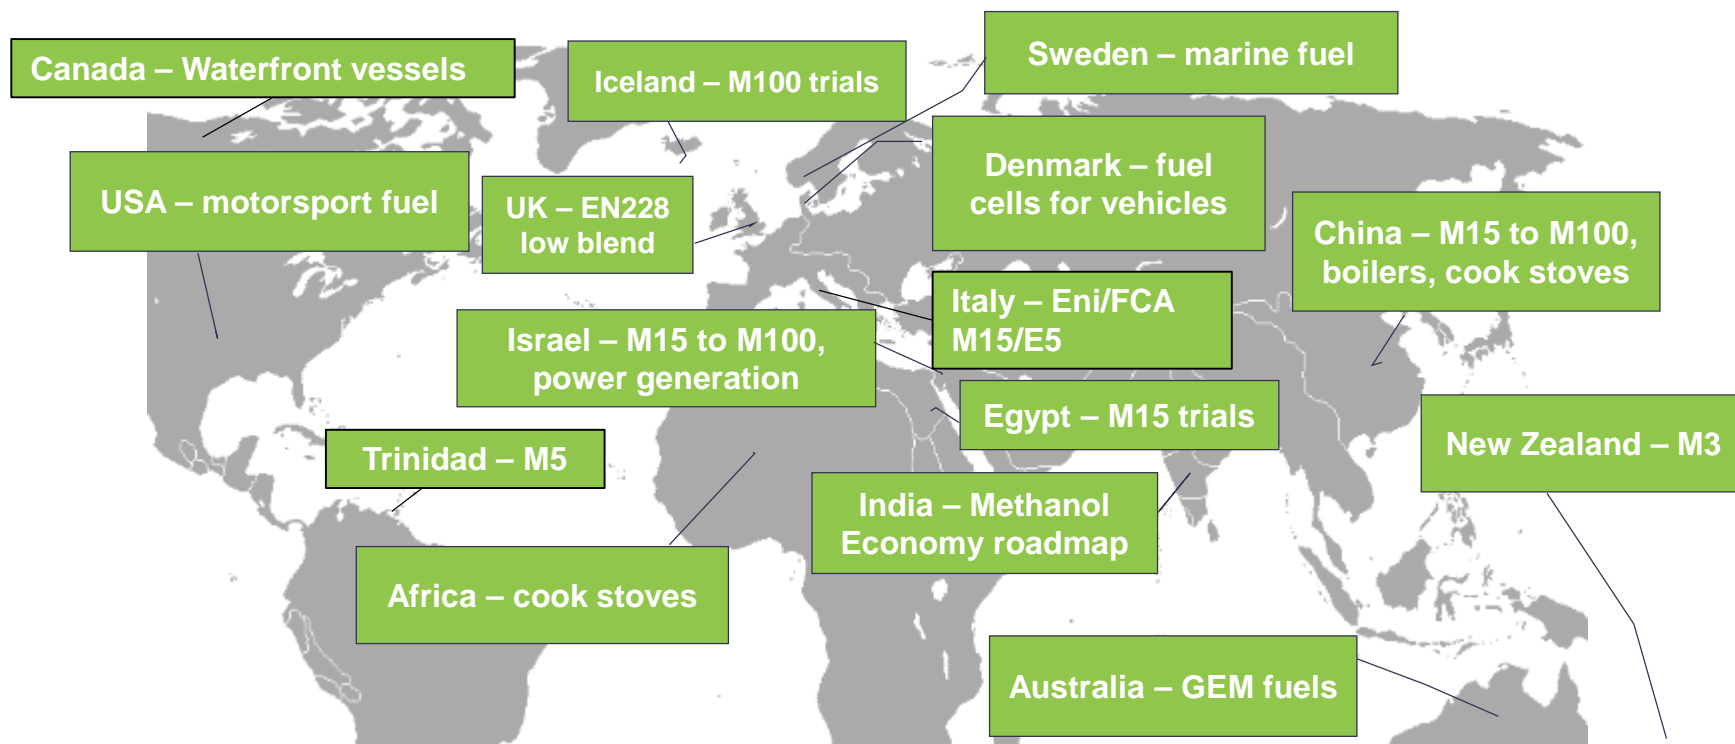 Canada – Waterfront vessels
Iceland – M100 trials
Sweden – marine fuel
USA – motorsport fuel
UK – EN228
low blend
Denmark – fuel
cells for vehicles
China – M15 to M100,
boilers, cook stoves
Italy – Eni/FCA
M15/E5
Israel – M15 to M100,
power generation
Egypt – M15 trials
New Zealand – M3
Trinidad – M5
India – Methanol
Economy roadmap
Africa – cook stoves
Australia – GEM fuels